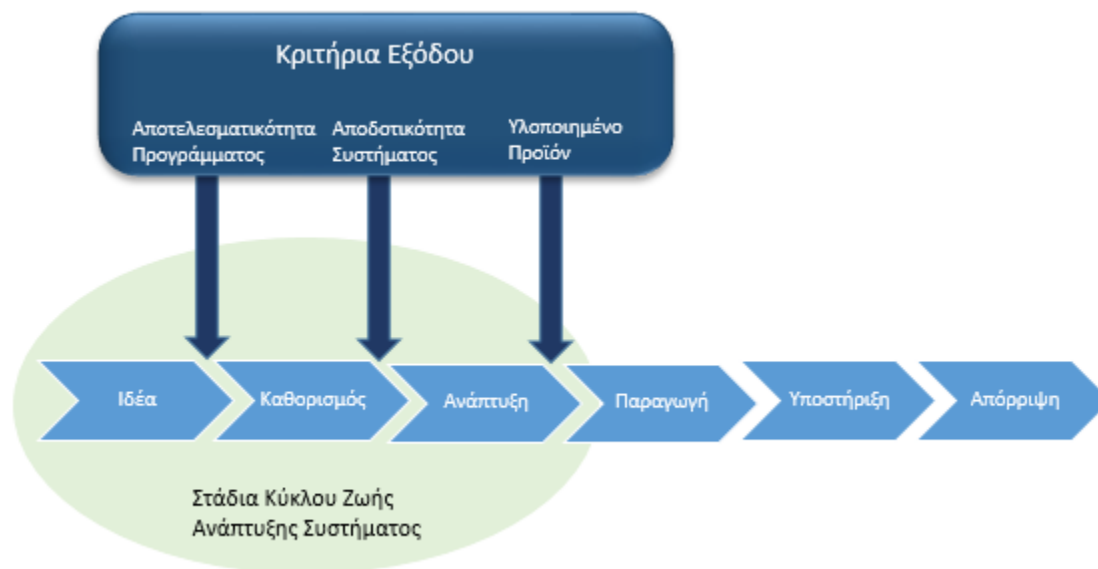 Κριτήρια Εξόδου
Αποτελεσματικότητα
Προγράμματος
Αποδοτικότητα
Συστήματος
Υλοποιημένο
Προϊόν
Ιδέα
Καθορισμός
Ανάπτυξη
Παραγωγή
Υποστήριξη
Απόρριψη
Στάδια Κύκλου Ζωής
Ανάπτυξης Συστήματος